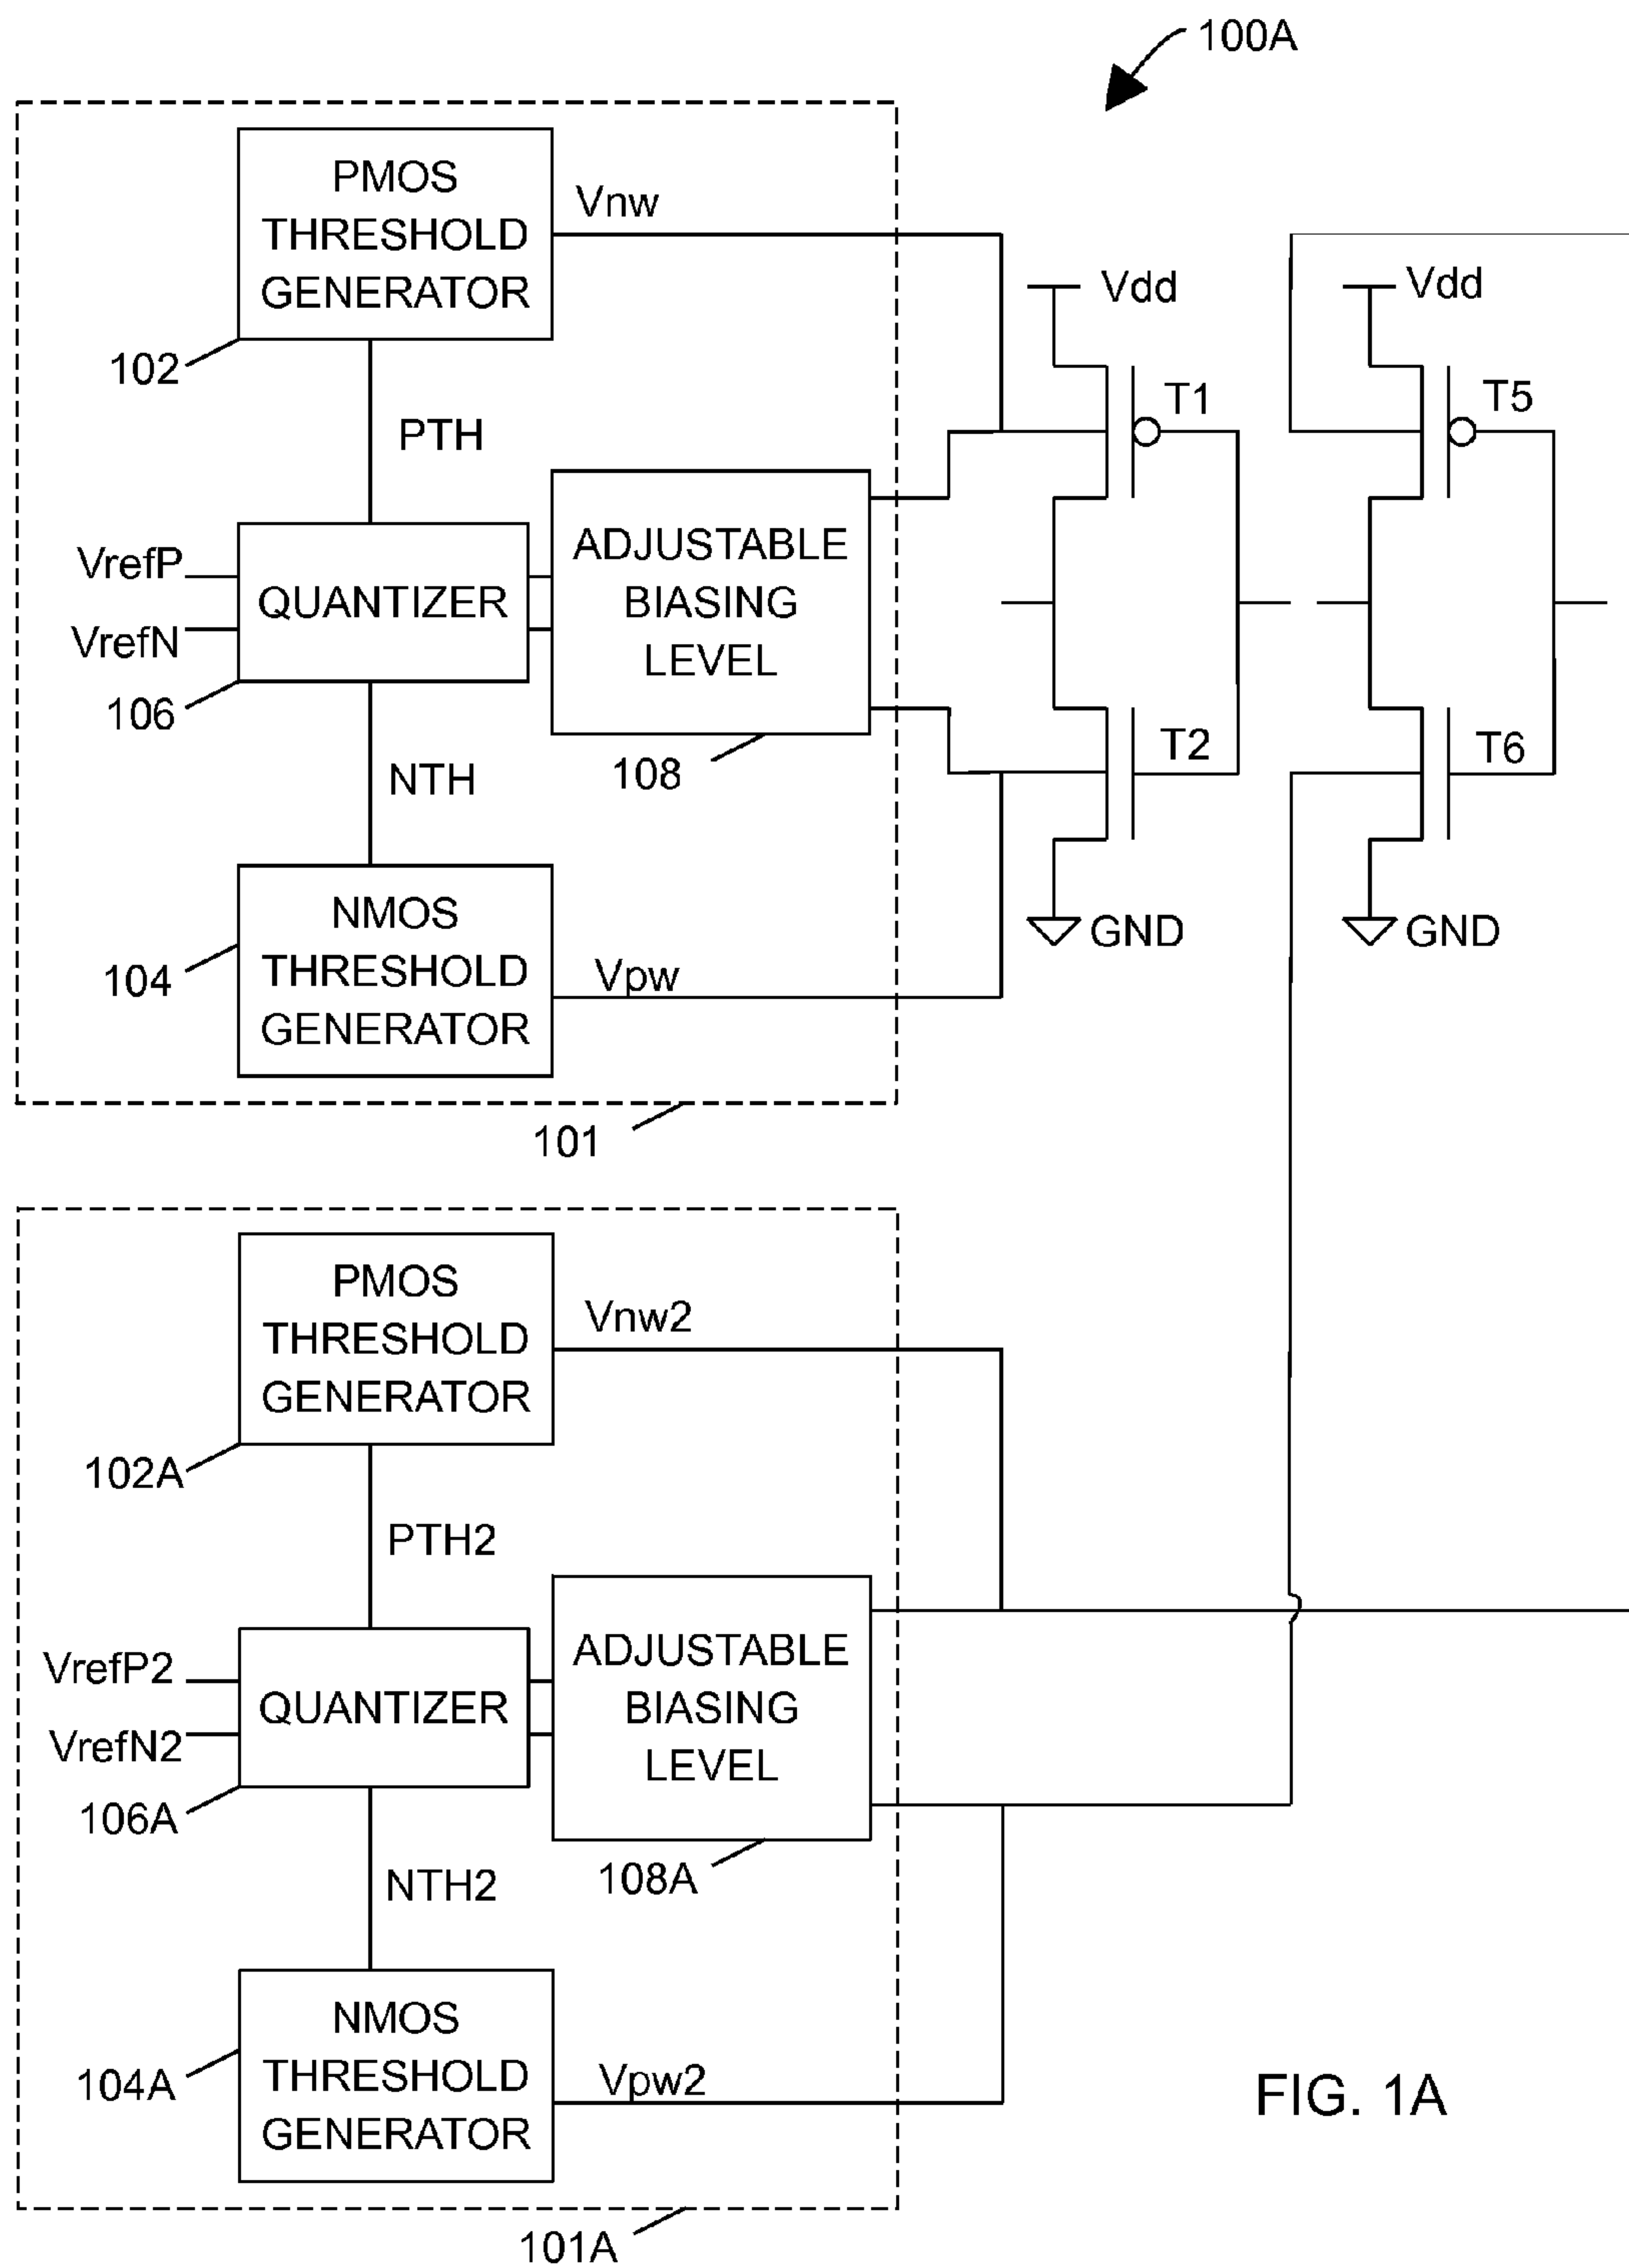 100A
PMOS
THRESHOLD
GENERATOR
Vnw
102
PTH
Vdd
Vdd
T1
T5
VrefP
VrefN
QUANTIZER
106
ADJUSTABLE
BIASING
LEVEL
108
T2
T6
NTH
NMOS
THRESHOLD
GENERATOR
104
Vpw
GND
GND
101
PMOS
THRESHOLD
GENERATOR
Vnw2
102A
PTH2
VrefP2
VrefN2
QUANTIZER
106A
ADJUSTABLE
BIASING
LEVEL
108A
NTH2
NMOS
THRESHOLD
GENERATOR
104A
Vpw2
101A
FIG. 1A